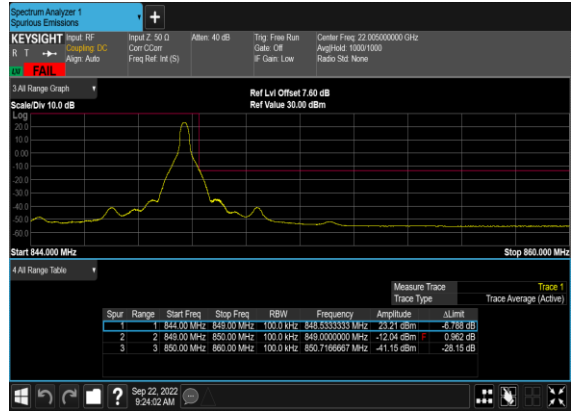 Spectrum Analyzer 1
Spurious Emissions
+
KEYSIGHT Input: RF Input Z: 50 Ω Atten: 40 dB Trig: Free Run Center Freq: 22.005000000 GHz
R T Coupling: DC Corr CCorr Gate: Off Avg|Hold: 1000/1000
Align: Auto Freq Ref: Int (S) IF Gain: Low Radio Std: None
LV FAIL
3 All Range Graph Ref Lvl Offset 7.60 dB
Scale/Div 10.0 dB Ref Value 30.00 dBm
Log
20.0
10.0
0.00
-10.0
-20.0
-30.0
-40.0
-50.0
-60.0
Start 844.000 MHz Stop 860.000 MHz
4 All Range Table
Measure Trace Trace 1
Trace Type Trace Average (Active)
Spur Range Start Freq Stop Freq RBW Frequency Amplitude ΔLimit
1 1 844.00 MHz 849.00 MHz 100.0 kHz 848.5333333 MHz 23.21 dBm -6.788 dB
2 2 849.00 MHz 850.00 MHz 100.0 kHz 849.0000000 MHz -12.04 dBm F 0.962 dB
3 3 850.00 MHz 860.00 MHz 100.0 kHz 850.7166667 MHz -41.15 dBm -28.15 dB
? Sep 22, 2022
9:24:02 AM